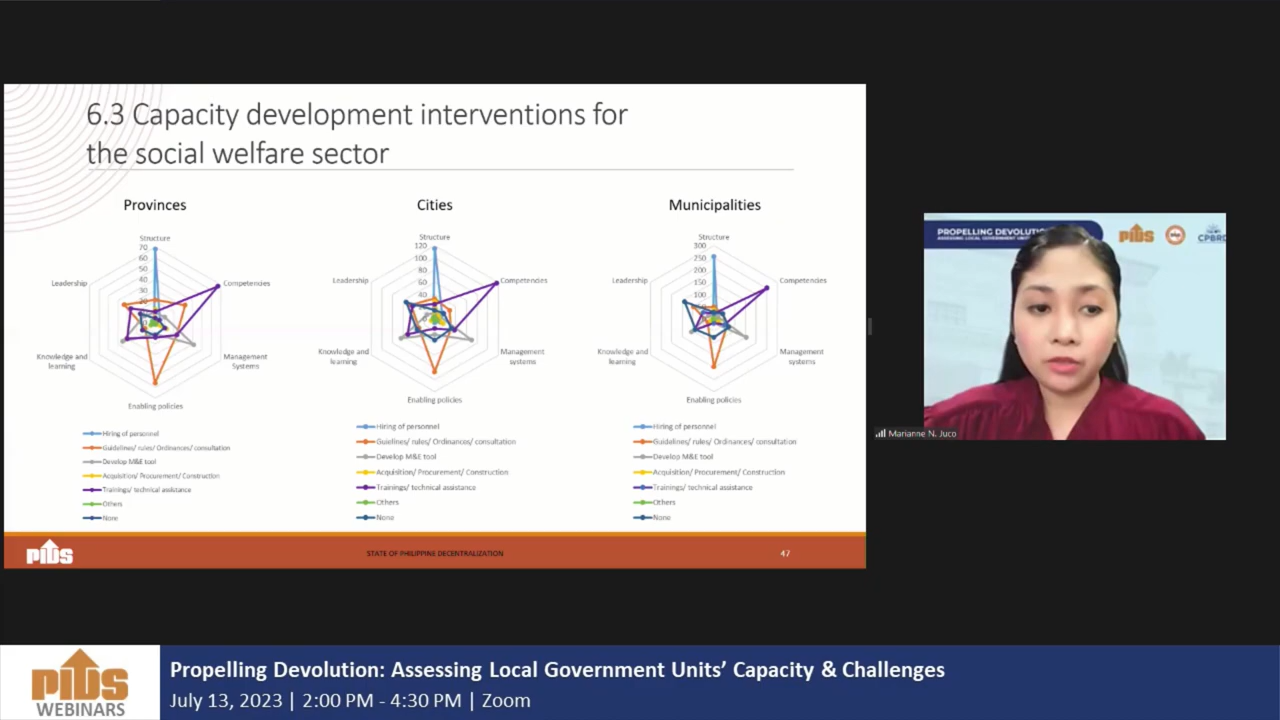 6.3 Capacity development interventions for
the social welfare sector
Provinces
Structure
70
60
50
40
30
Leadership
Competencies
Knowledge and
learning
Management
Systems
Enabling policies
Hiring of personnel
Guidelines/ rules/ Ordinances/ consultation
Develop M&E tool
Acquisition/ Procurement/ Construction
Trainings/ technical assistance
Others
None
Cities
Structure
120
100
80
60
40
Leadership
Competencies
Knowledge and
learning
Management
systems
Enabling policies
Hiring of personnel
Guielines/ rules/ Ordinances/ consultation
Develop M&E tool
Acquisition/ Procurement/ Construction
Trainings/ technical assistance
Others
None
Municipalities
Structure
300
250
200
150
100
Leadership
Competencies
Knowledge and
learning
Management
systems
Enabling policies
Hiring of personnel
Guidelines/ rules/ Ordinances/ consultation
Develop M&E tool
Acquisition/ Procurement/ Construction
Trainings/ technical assistance
Others
None
PIDS
STATE OF PHILIPPINE DECENTRALIZATION
47
PROPELLING DEVOLUTION
PIDS
Marianne N. Juco
PIDS
WEBINARS
Propelling Devolution: Assessing Local Government Units' Capacity & Challenges
July 13, 2023 | 2:00 PM - 4:30 PM | Zoom